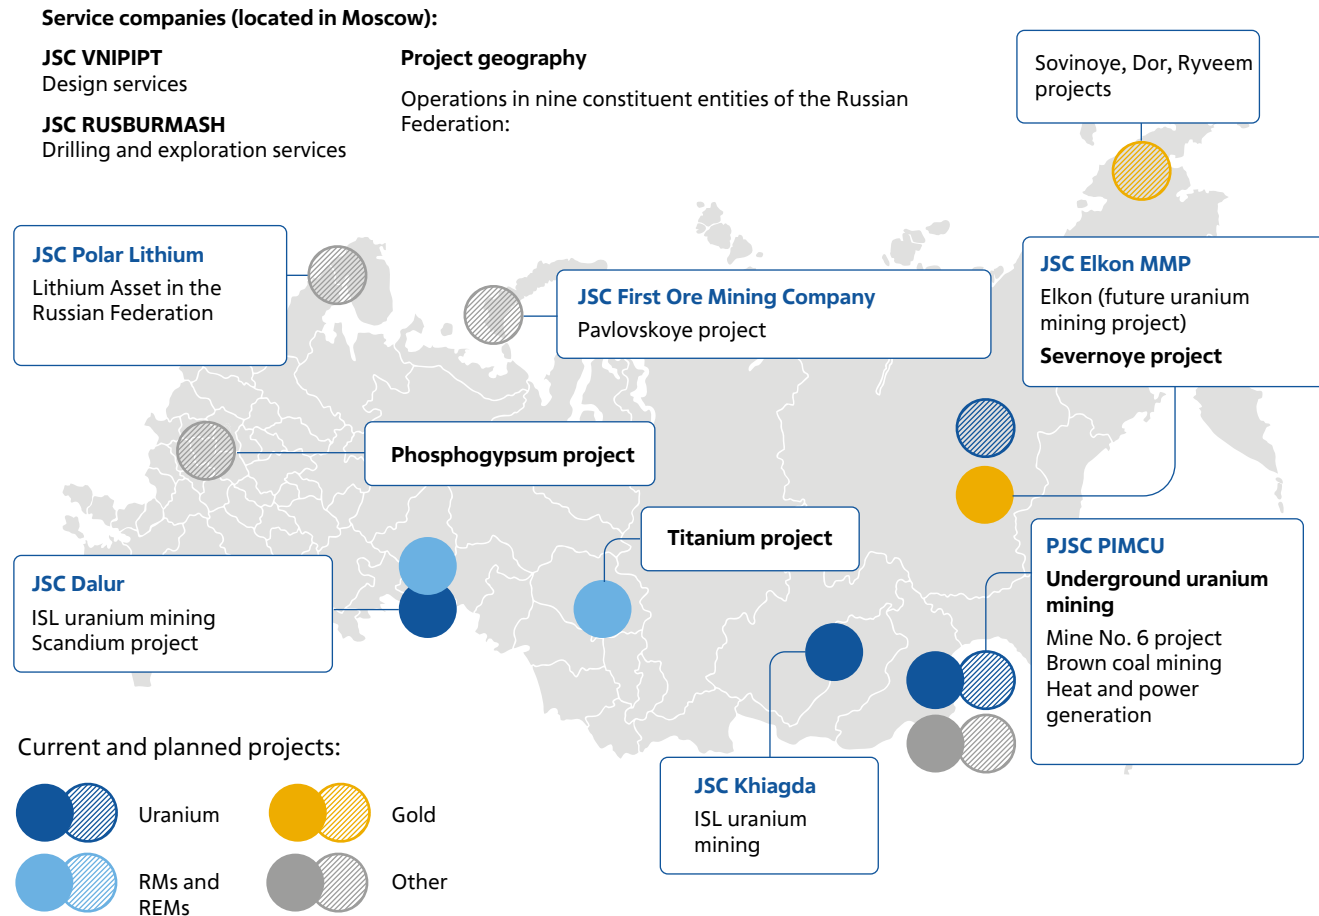 Service companies (located in Moscow):
JSC VNIPIPT
Design services
JSC RUSBURMASH
Drilling and exploration services
Project geography
Operations in nine constituent entities of the Russian
Federation:
Sovinoye, Dor, Ryveem
projects
JSC Polar Lithium
Lithium Asset in the
Russian Federation
JSC First Ore Mining Company
Pavlovskoye project
JSC Elkon MMP
Elkon (future uranium
mining project)
Severnoye project
Phosphogypsum project
Titanium project
JSC Dalur
ISL uranium mining
Scandium project
PJSC PIMCU
Underground uranium
mining
Mine No. 6 project
Brown coal mining
Heat and power
generation
JSC Khiagda
ISL uranium
mining
Current and planned projects:
Uranium
Gold
RMs and
REMs
Other